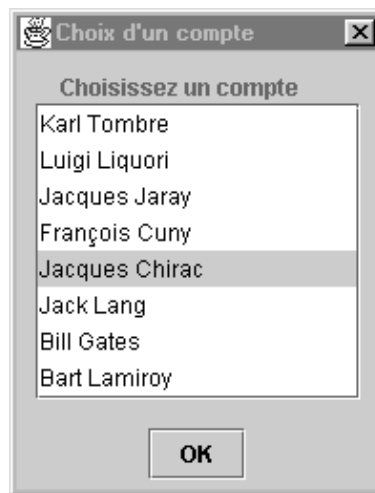 Choix d'un compte
Choisissez un compte
Karl Tombre
Luigi Liquori
Jacques Jaray
François Cuny
Jacques Chirac
Jack Lang
Bill Gates
Bart Lamiroy
OK